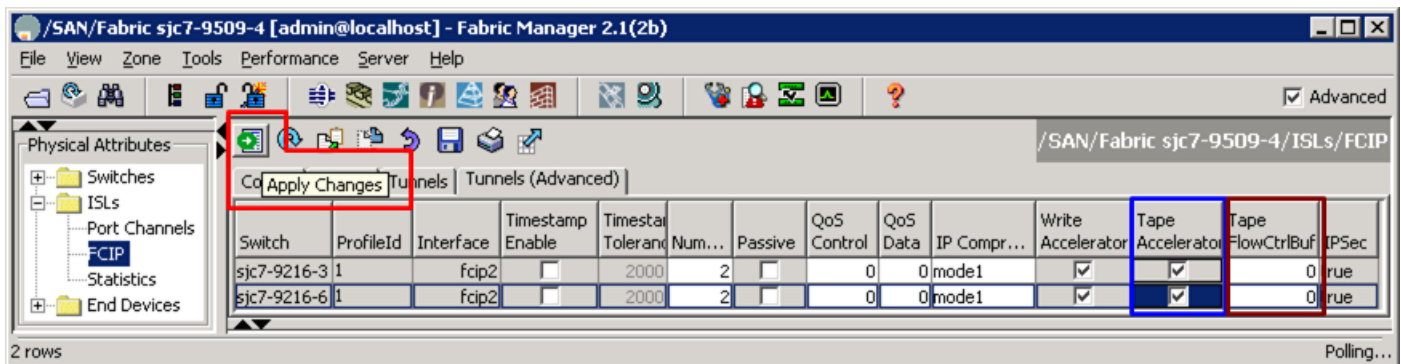 /SAN/Fabric sjc7-9509-4 [admin@localhost] - Fabric Manager 2.1(2b)
File View Zone Tools Performance Server Help
Advanced
Physical Attributes
/SAN/Fabric sjc7-9509-4/ISLs/FCIP
Switches
ISLs
Port Channels
FCIP
Statistics
End Devices
Co Apply Changes Tunnels Tunnels (Advanced)
Switch ProfileId Interface Timestamp Enable Timestar Toleranc Num... Passive QoS Control QoS Data IP Compr... Write Accelerator Tape Accelerator Tape FlowCtrlBuf IPSec
sjc7-9216-3 1 fcip2 2000 2 0 0 mode1 0 true
sjc7-9216-6 1 fcip2 2000 2 0 0 mode1 0 true
2 rows
Polling...